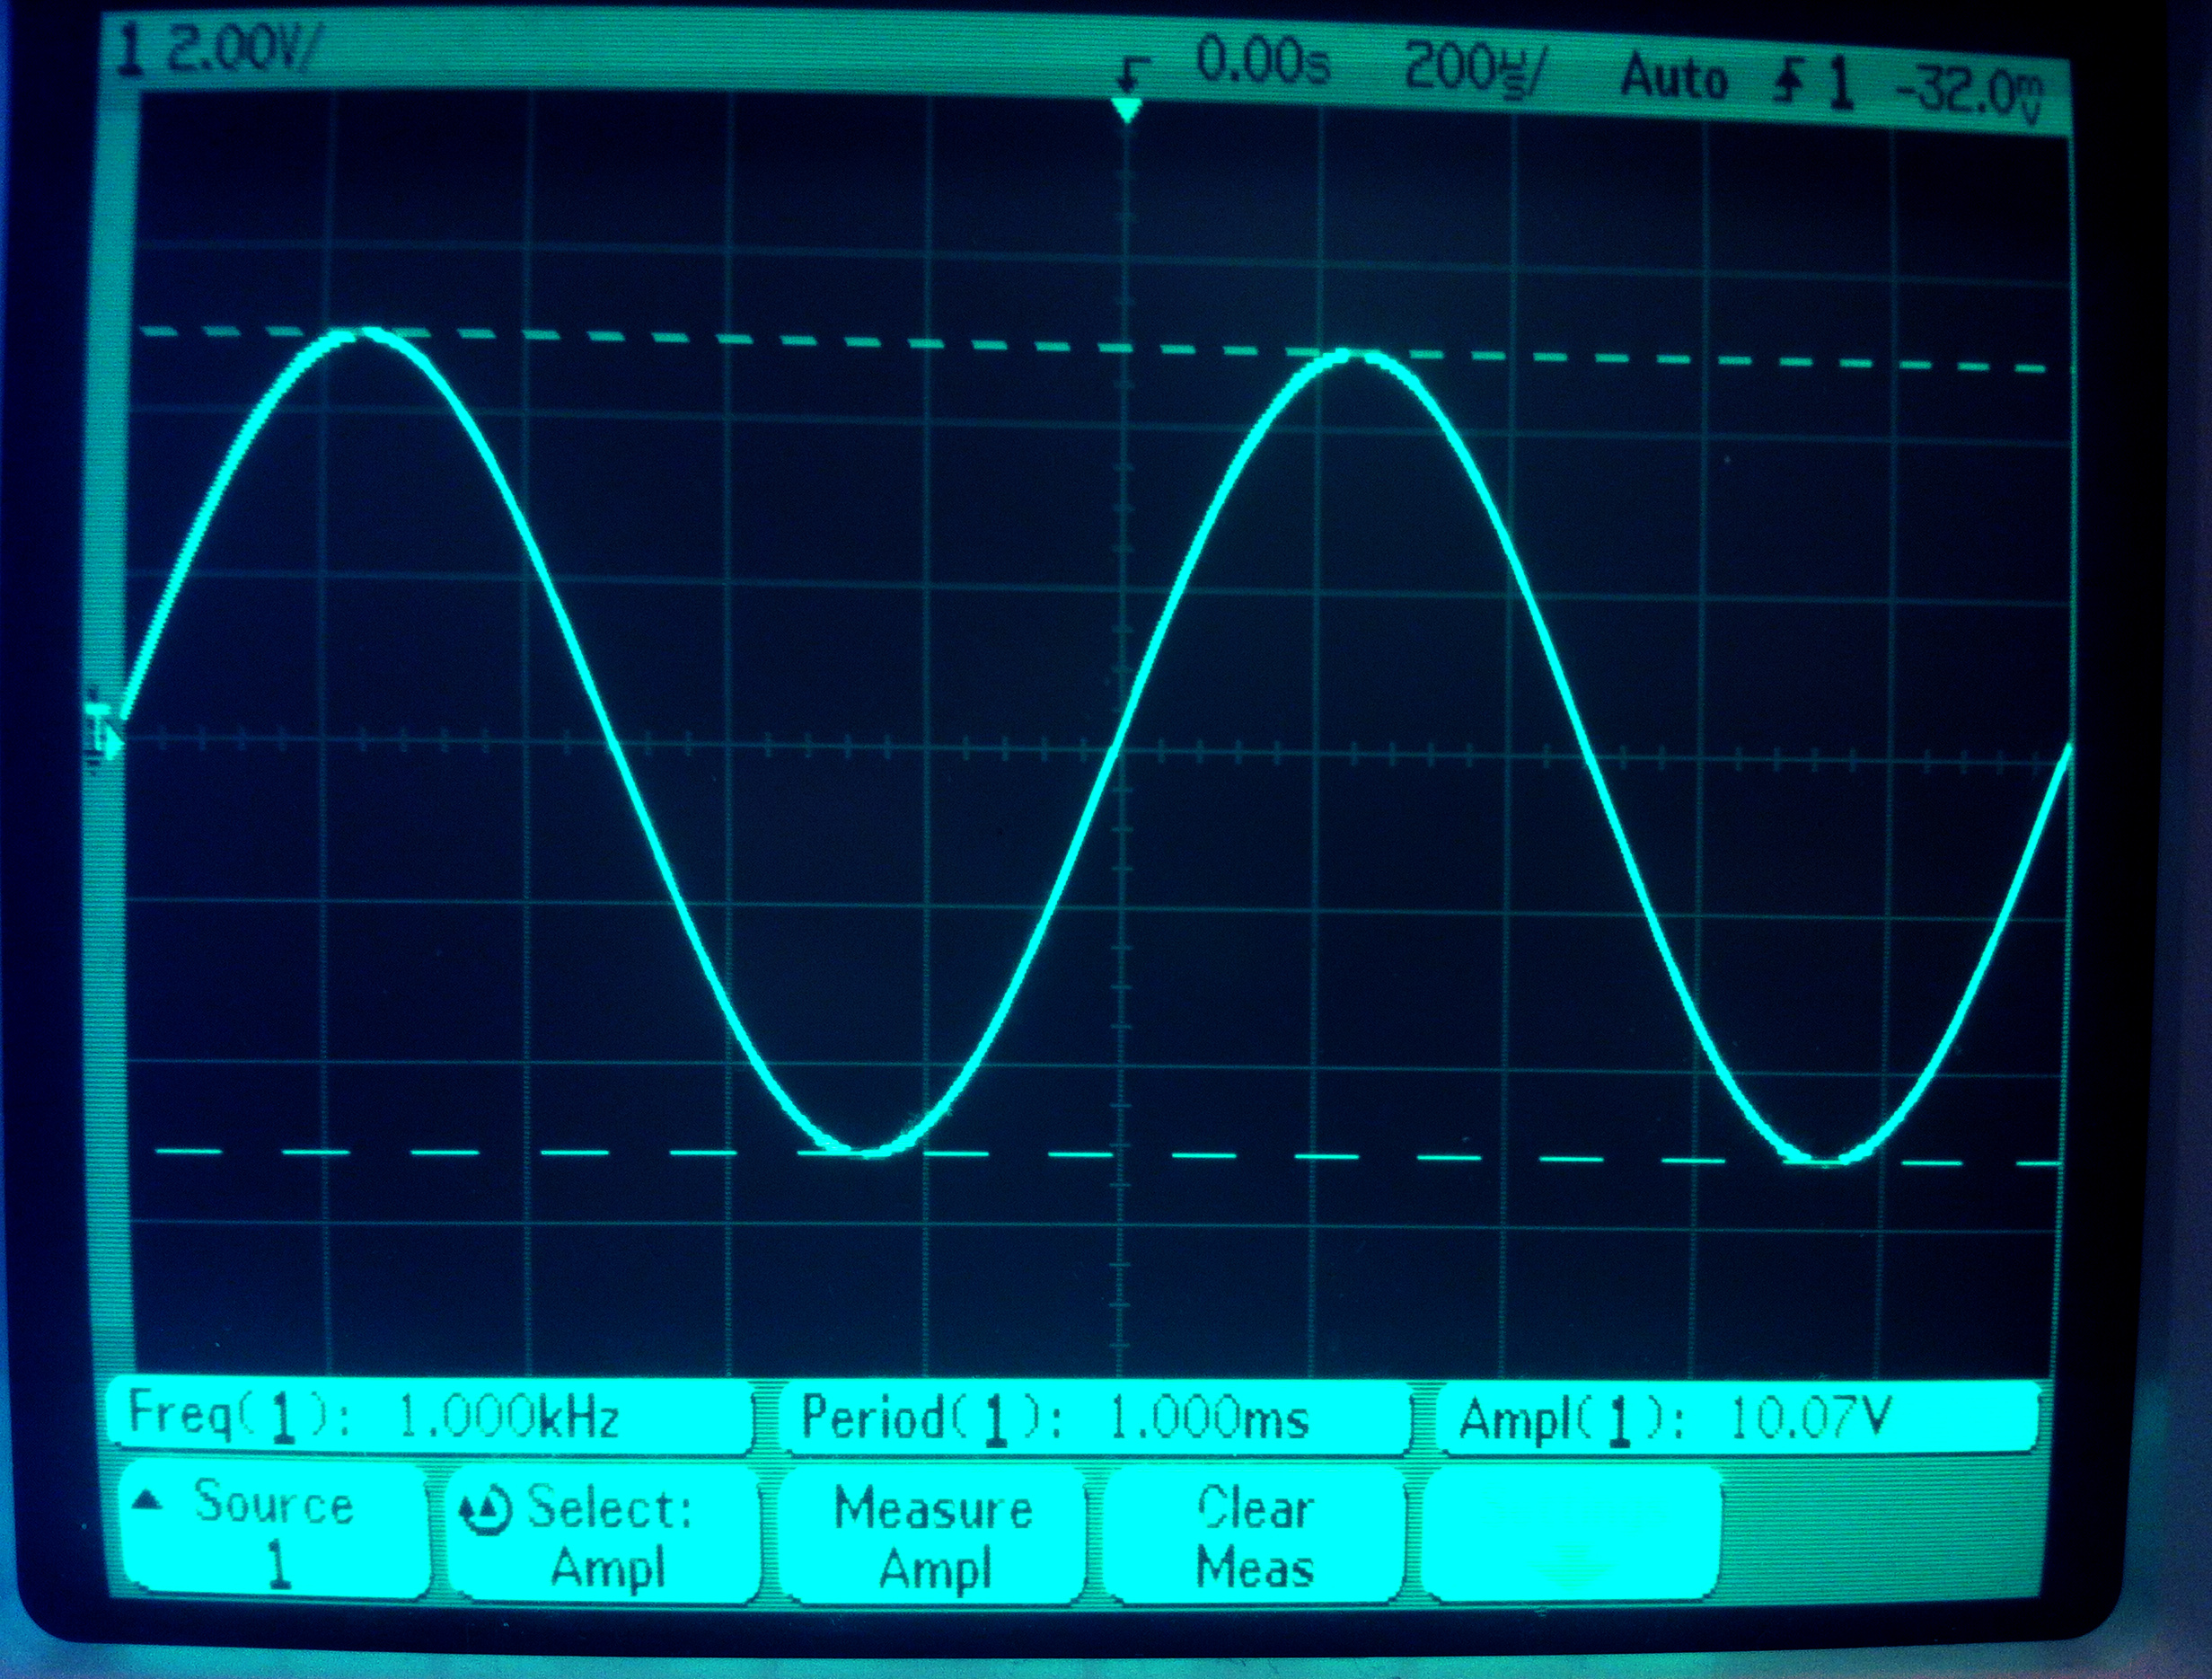 1 2.00V/ 0.00s 200µs/ Auto 1 -32.0mV
T
Freq(1): 1.000kHz Period(1): 1.000ms Ampl(1): 10.07V
Source Select: Measure Clear
1 Ampl Ampl Meas